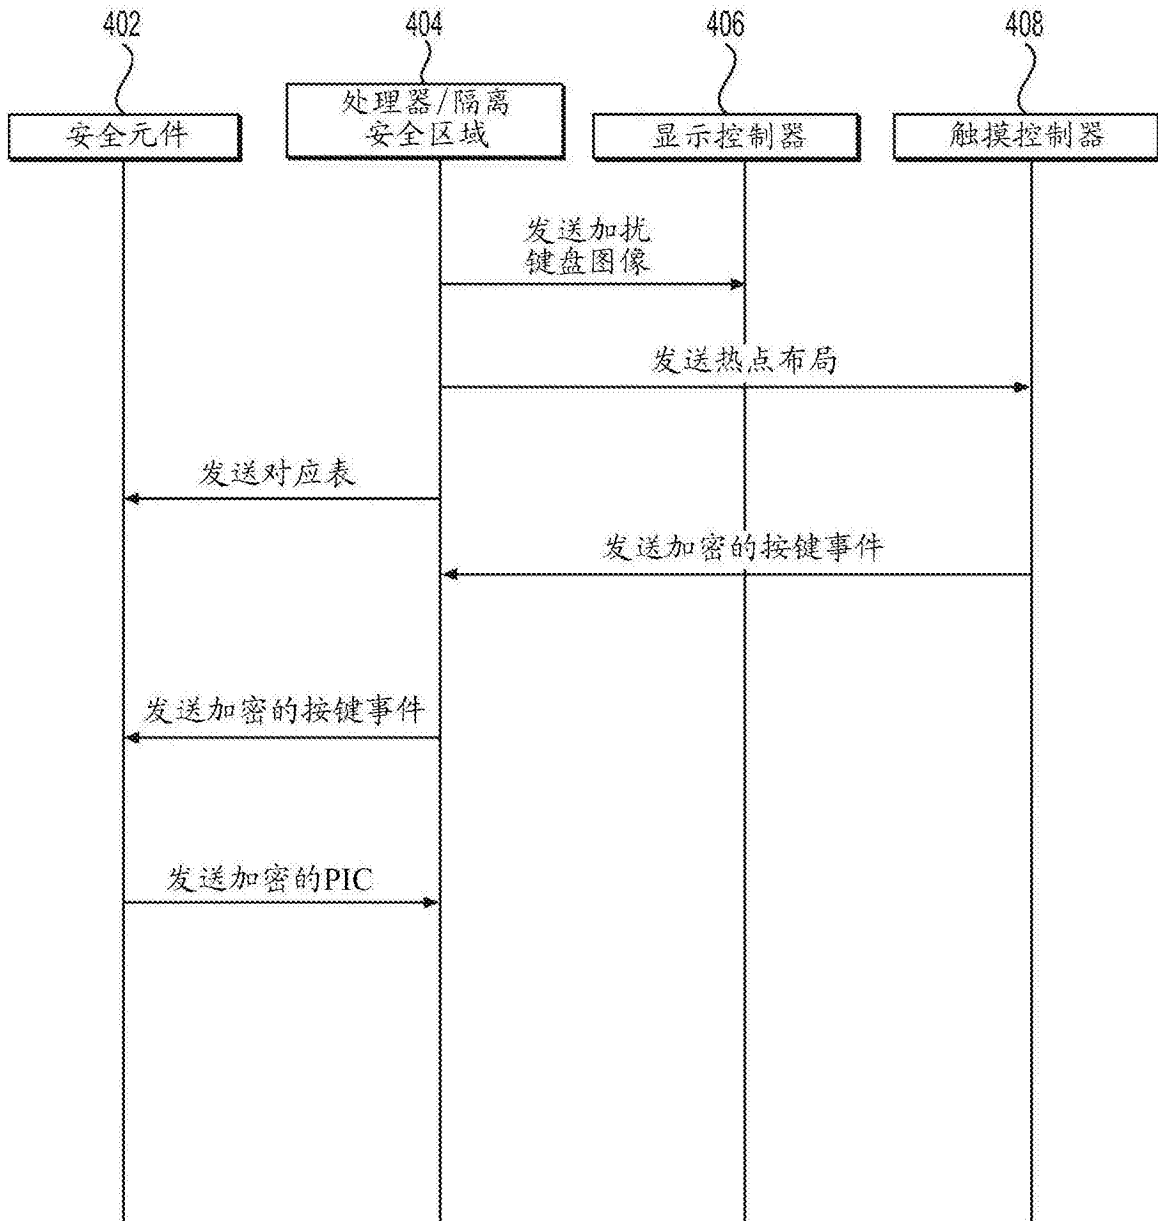 402
404
406
408
安全元件
处理器/隔离
安全区域
显示控制器
触摸控制器
发送加扰
键盘图像
发送热点布局
发送对应表
发送加密的按键事件
发送加密的按键事件
发送加密的PIC